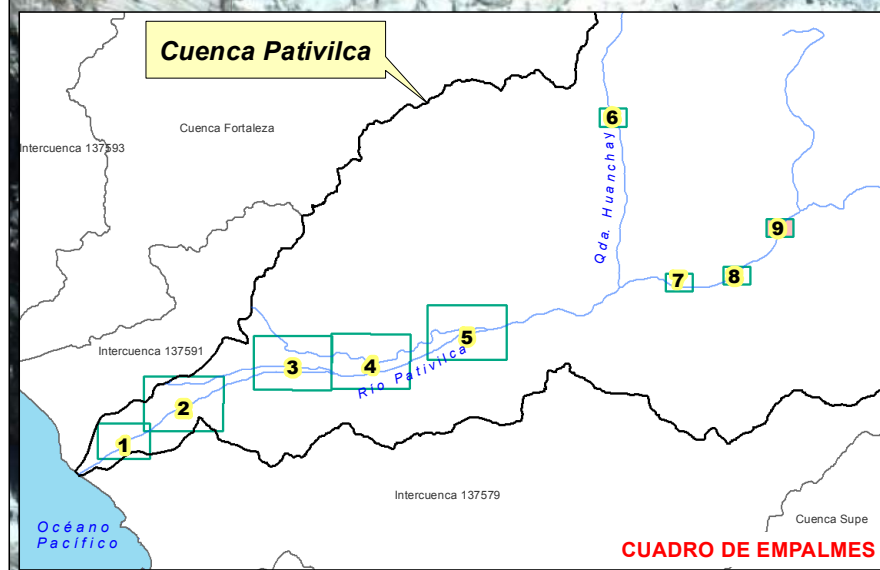 Cuenca Pativilca
Cuenca Fortaleza
Intercuenca 137593
6
Qda. Huanchay
9
8
7
5
Intercuenca 137591
3
4
Río Pativilca
2
1
Intercuenca 137579
Océano
Pacífico
Cuenca Supe
CUADRO DE EMPALMES